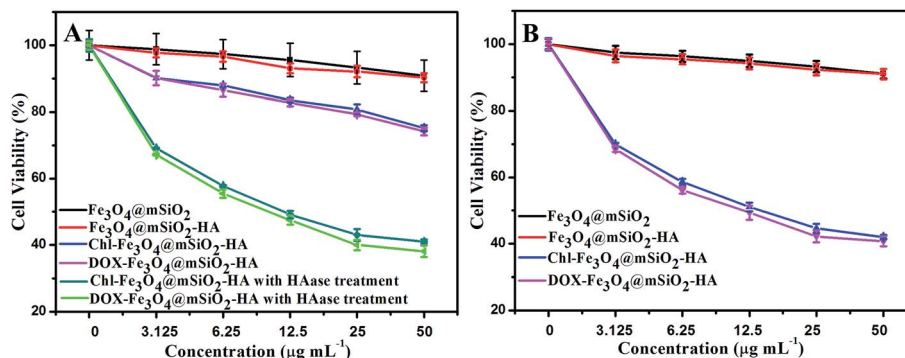 A
Cell Viability (%)
100
80
60
40
20
Fe3O4@mSiO2
Fe3O4@mSiO2-HA
Chl-Fe3O4@mSiO2-HA
DOX-Fe3O4@mSiO2-HA
Chl-Fe3O4@mSiO2-HA with HAase treatment
DOX-Fe3O4@mSiO2-HA with HAase treatment
0 3.125 6.25 12.5 25 50
Concentration (μg mL-1)
B
Cell Viability (%)
100
80
60
40
20
Fe3O4@mSiO2
Fe3O4@mSiO2-HA
Chl-Fe3O4@mSiO2-HA
DOX-Fe3O4@mSiO2-HA
0 3.125 6.25 12.5 25 50
Concentration (μg mL-1)